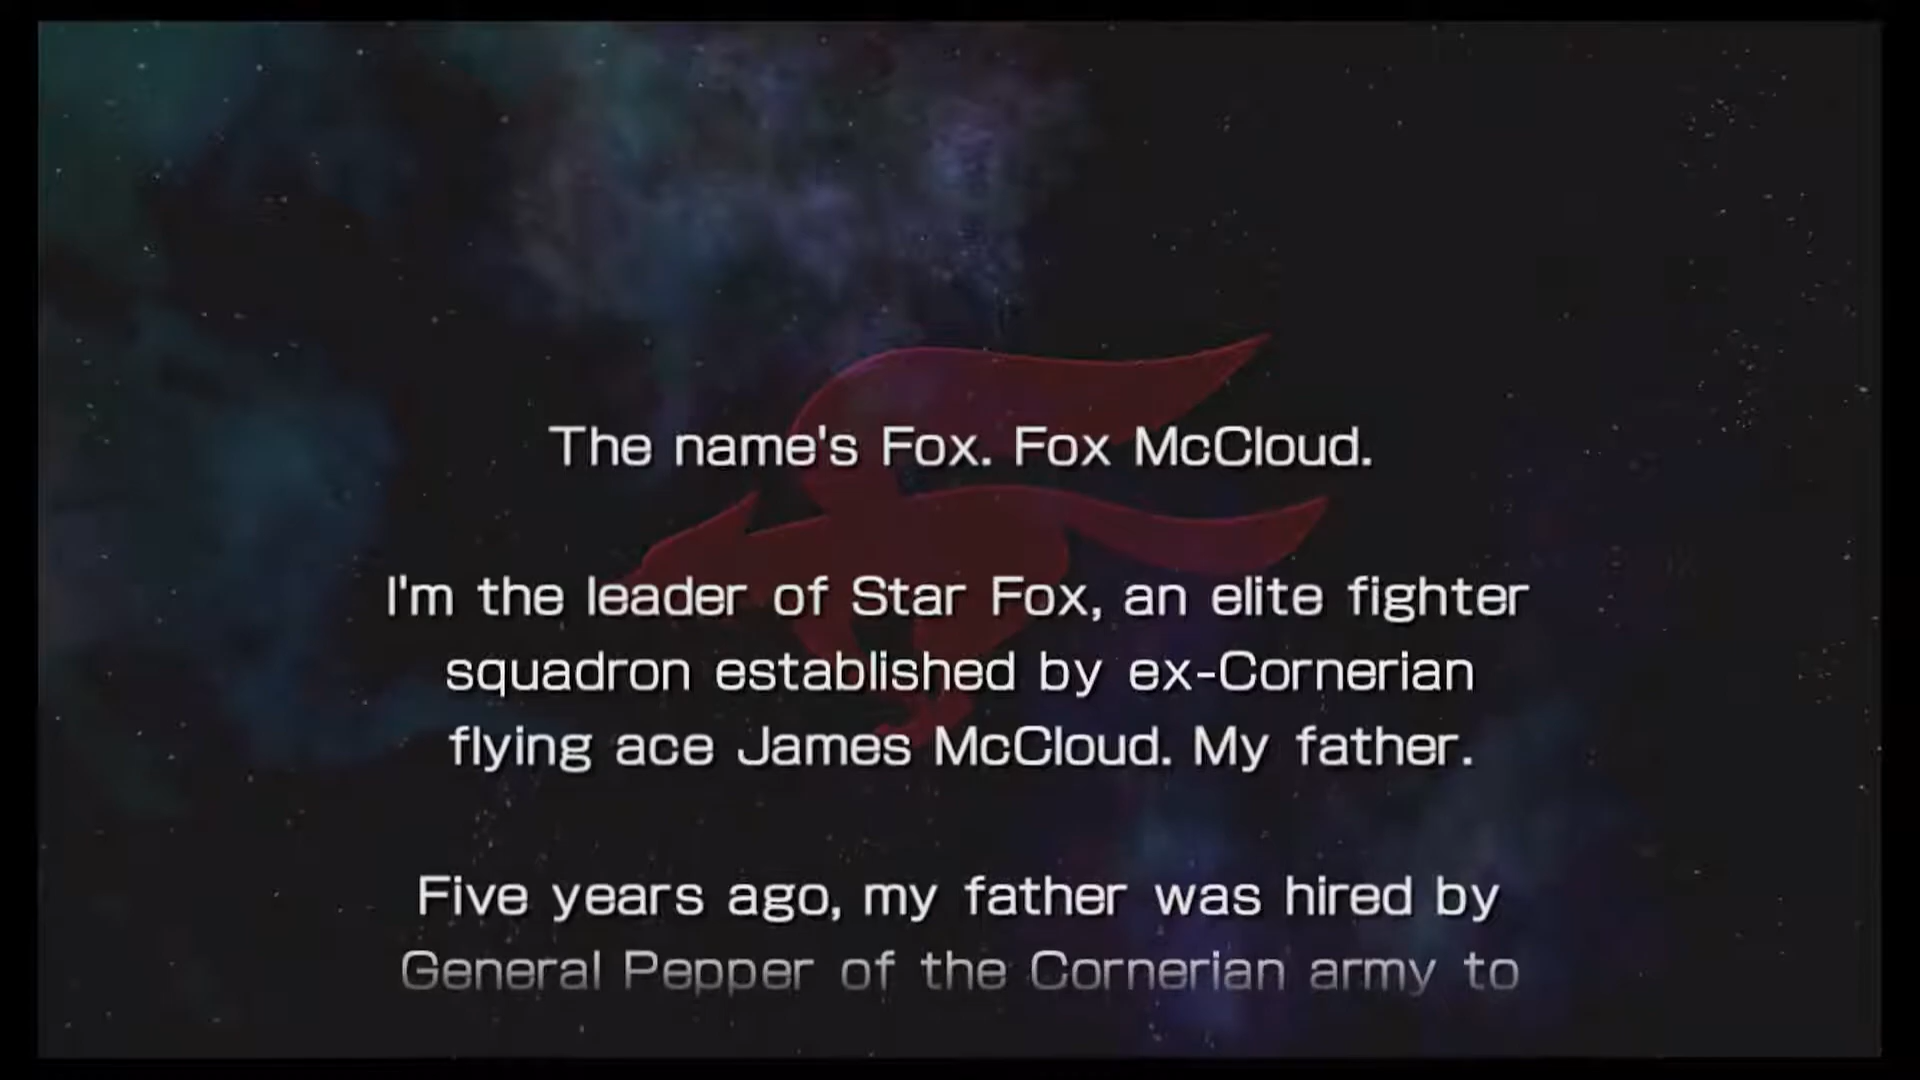 The name's Fox. Fox McCloud.
I'm the leader of Star Fox, an elite fighter
squadron established by ex-Cornerian
flying ace James McCloud. My father.
Five years ago, my father was hired by
General Pepper of the Cornerian army to